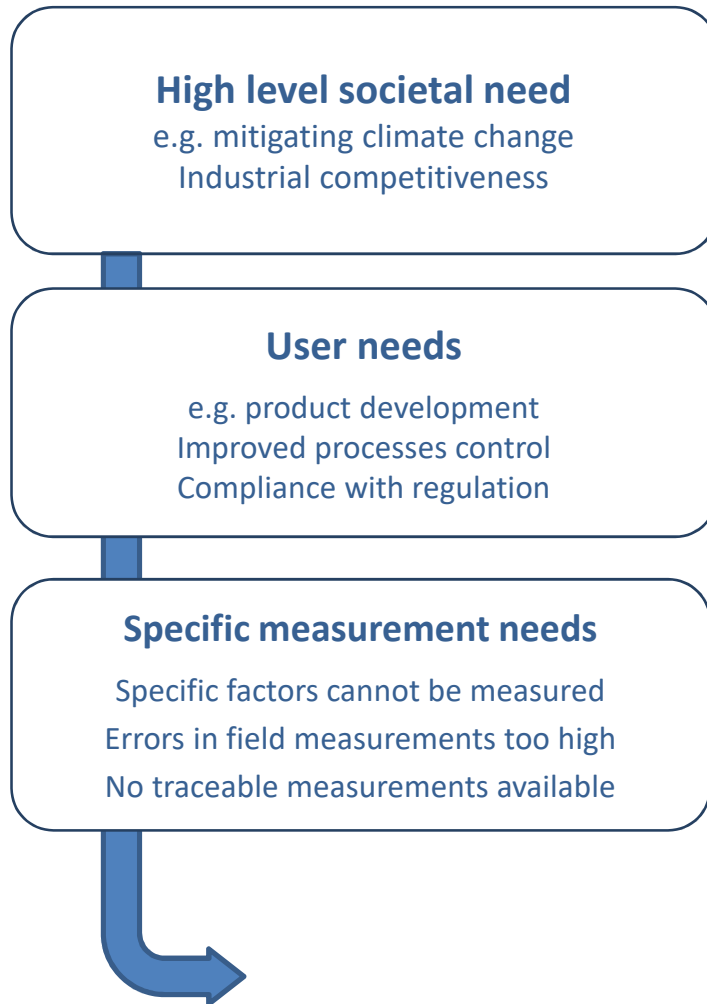 High level societal need
e.g. mitigating climate change
Industrial competitiveness
User needs
e.g. product development
Improved processes control
Compliance with regulation
Specific measurement needs
Specific factors cannot be measured
Errors in field measurements too high
No traceable measurements available